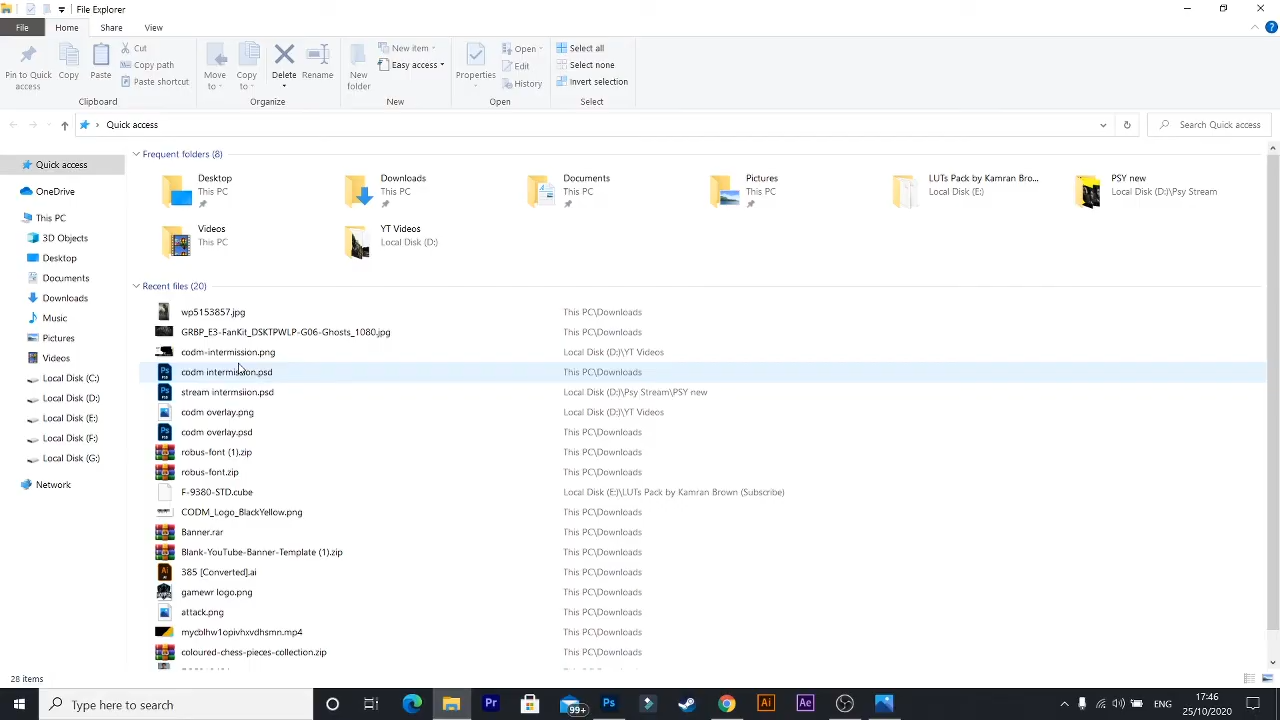 File Explorer
File Home Share View
Pin to Quick access
Copy
Paste
Cut
Copy path
Paste shortcut
Clipboard
Move to
Copy to
Delete
Rename
Organize
New folder
New item
Easy access
New
Properties
Open
Edit
History
Open
Select all
Select none
Invert selection
Select
Quick access
Search Quick access
Quick access
OneDrive
This PC
3D Objects
Desktop
Documents
Downloads
Music
Pictures
Videos
Local Disk (C:)
Local Disk (D:)
Local Disk (E:)
Local Disk (F:)
Local Disk (G:)
Network
Frequent folders (8)
Desktop
This PC
Downloads
This PC
Documents
This PC
Pictures
This PC
LUTs Pack by Kamran Bro...
Local Disk (E:)
PSY new
Local Disk (D:)\Psy Stream
Videos
This PC
YT Videos
Local Disk (D:)
Recent files (20)
wp5153857.jpg This PC\Downloads
GRBP_E3-FanKit_DSKTPWLP-G06-Ghosts_1080.jpg This PC\Downloads
codm-intermission.png Local Disk (D:)\YT Videos
codm intermission.psd This PC\Downloads
stream intermsiion.psd Local Disk (D:)\Psy Stream\PSY new
codm overlay.png Local Disk (D:)\YT Videos
codm overlay.psd This PC\Downloads
robus-font (1).zip This PC\Downloads
robus-font.zip This PC\Downloads
F-9380-STD.cube Local Disk (E:)\LUTs Pack by Kamran Brown (Subscribe)
CODM_Logo_BlackYellow.png This PC\Downloads
Banner.rar This PC\Downloads
Blank-YouTube-Banner-Template (1).zip This PC\Downloads
385 [Converted].ai This PC\Downloads
gamewr logo.png This PC\Downloads
attack.png This PC\Downloads
mycblhw1opivhxvdhsmn.mp4 This PC\Downloads
coloured-chess-pieces-collection.zip This PC\Downloads
28 items
Type here to search
99+
ENG
17:46
25/10/2020